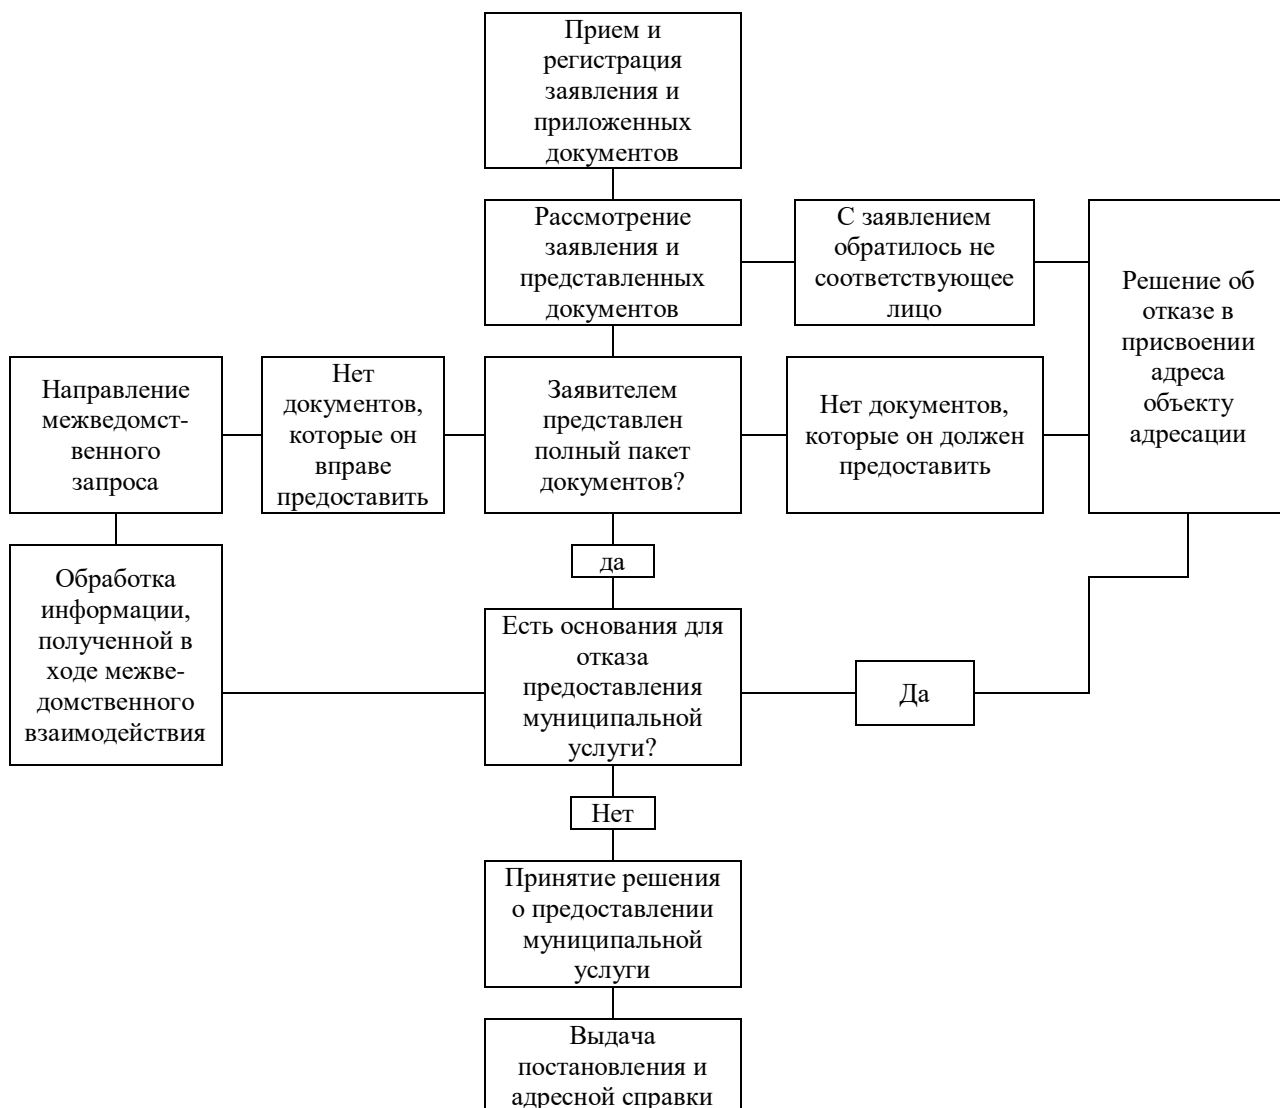 Прием и
регистрация
заявления и
приложенных
документов
Рассмотрение
заявления и
представленных
документов
С заявлением
обратилось не
соответствующее
лицо
Решение об
отказе в
присвоении
адреса
объекту
адресации
Направление
межведомст-
венного
запроса
Нет
документов,
которые он
вправе
предоставить
Заявителем
представлен
полный пакет
документов?
Нет документов,
которые он должен
предоставить
да
Обработка
информации,
полученной в
ходе межве-
домственного
взаимодействия
Есть основания для
отказа
предоставления
муниципальной
услуги?
Да
Нет
Принятие решения
о предоставлении
муниципальной
услуги
Выдача
постановления и
адресной справки